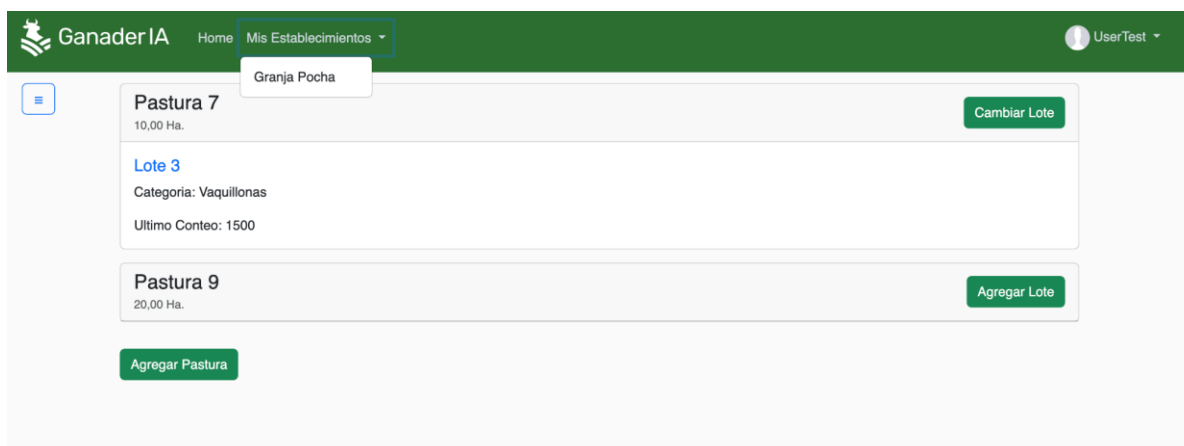 GanaderIA Home Mis Establecimientos UserTest
Granja Pocha
Pastura 7
10,00 Ha.
Cambiar Lote
Lote 3
Categoria: Vaquillonas
Ultimo Conteo: 1500
Pastura 9
20,00 Ha.
Agregar Lote
Agregar Pastura